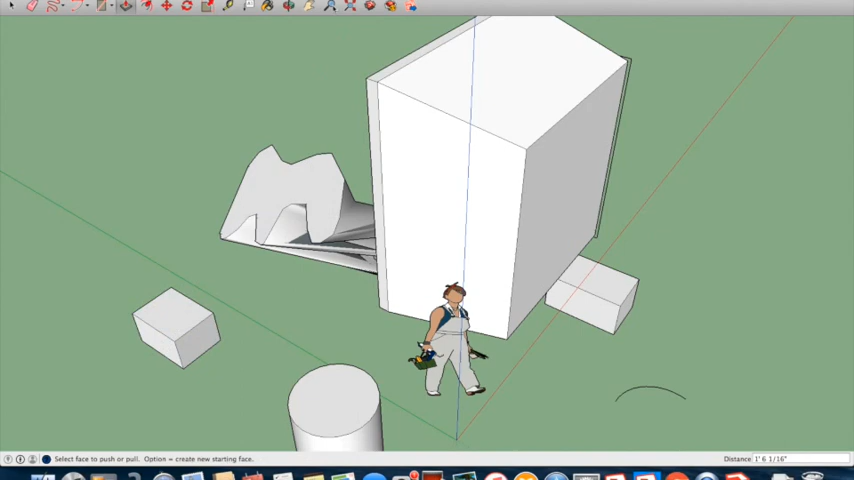 Select face to push or pull. Option = create new starting face.
Distance 1' 6 1/16"